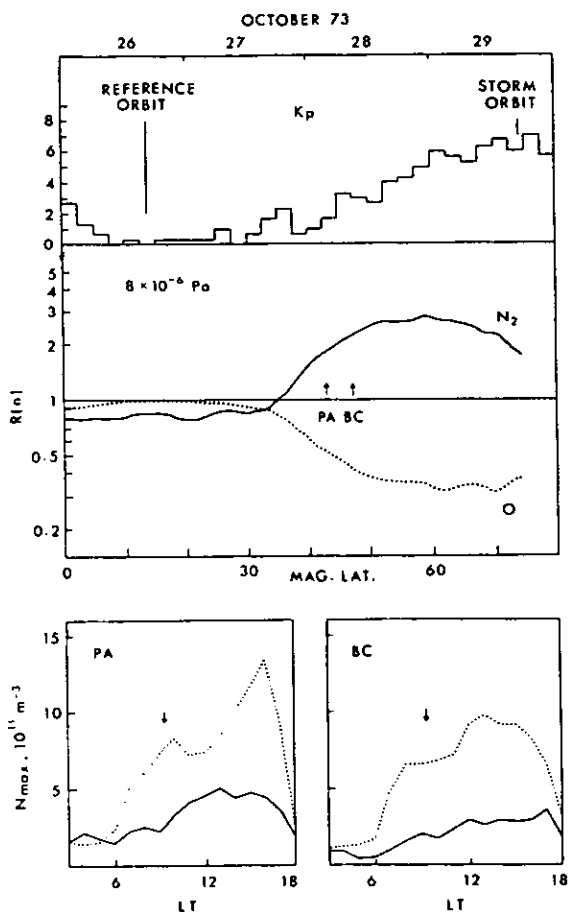 OCTOBER 73
26 27 28 29
REFERENCE ORBIT
STORM ORBIT
Kp
8
6
4
2
0
8 × 10⁻⁶ Pa
N₂
5
3
2
1
0.5
0.2
R(n)
PA BC
O
0 30 60
MAG. LAT.
PA
BC
15
10
5
Nmax, 10¹¹ m⁻³
6 12 18
LT
6 12 18
LT